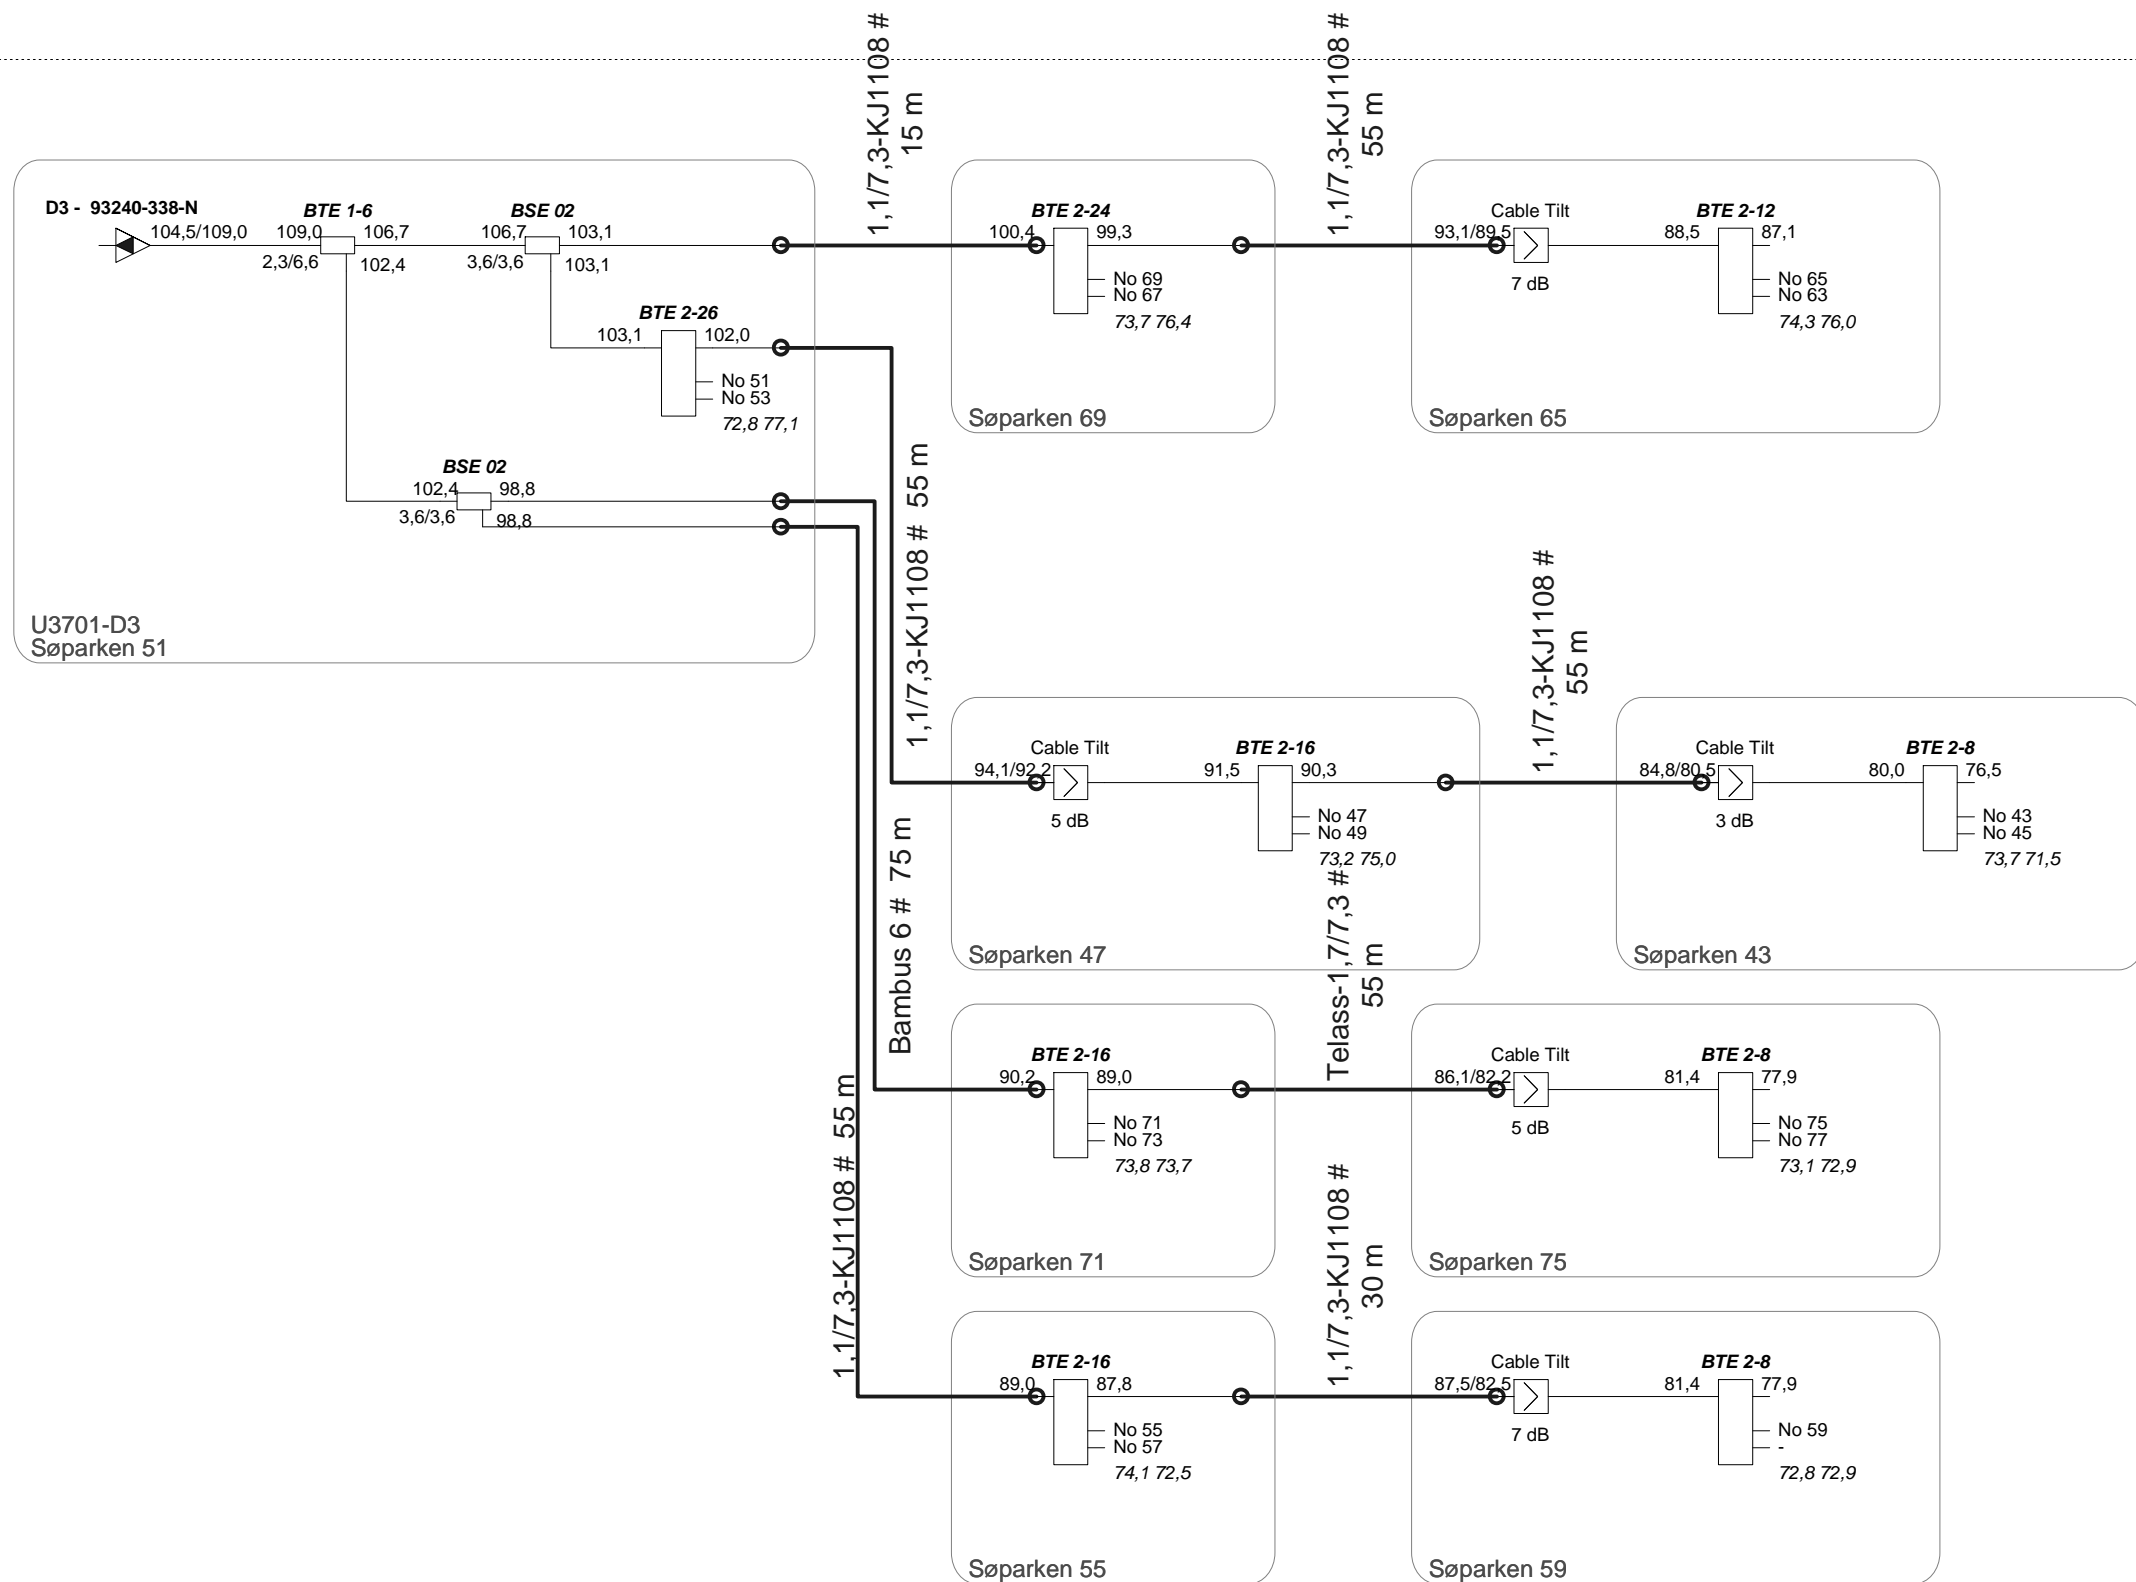 1,1/7,3-KJ1108 #
15 m
1,1/7,3-KJ1108 #
55 m
D3 - 93240-338-N
104,5/109,0
BTE 1-6
109,0 106,7
2,3/6,6 102,4
BSE 02
106,7 103,1
3,6/3,6 103,1
BTE 2-26
103,1 102,0
No 51
No 53
72,8 77,1
BSE 02
102,4 98,8
3,6/3,6 98,8
U3701-D3
Søparken 51
BTE 2-24
100,4 99,3
No 69
No 67
73,7 76,4
Søparken 69
Cable Tilt
93,1/89,5
7 dB
BTE 2-12
88,5 87,1
No 65
No 63
74,3 76,0
Søparken 65
1,1/7,3-KJ1108 # 55 m
1,1/7,3-KJ1108 #
55 m
Cable Tilt
94,1/92,2
5 dB
BTE 2-16
91,5 90,3
No 47
No 49
73,2 75,0
Søparken 47
Cable Tilt
84,8/80,5
3 dB
BTE 2-8
80,0 76,5
No 43
No 45
73,7 71,5
Søparken 43
Bambus 6 # 75 m
Telass-1,7/7,3 #
55 m
BTE 2-16
90,2 89,0
No 71
No 73
73,8 73,7
Søparken 71
Cable Tilt
86,1/82,2
5 dB
BTE 2-8
81,4 77,9
No 75
No 77
73,1 72,9
Søparken 75
1,1/7,3-KJ1108 # 55 m
1,1/7,3-KJ1108 #
30 m
BTE 2-16
89,0 87,8
No 55
No 57
74,1 72,5
Søparken 55
Cable Tilt
87,5/82,5
7 dB
BTE 2-8
81,4 77,9
No 59
-
72,8 72,9
Søparken 59